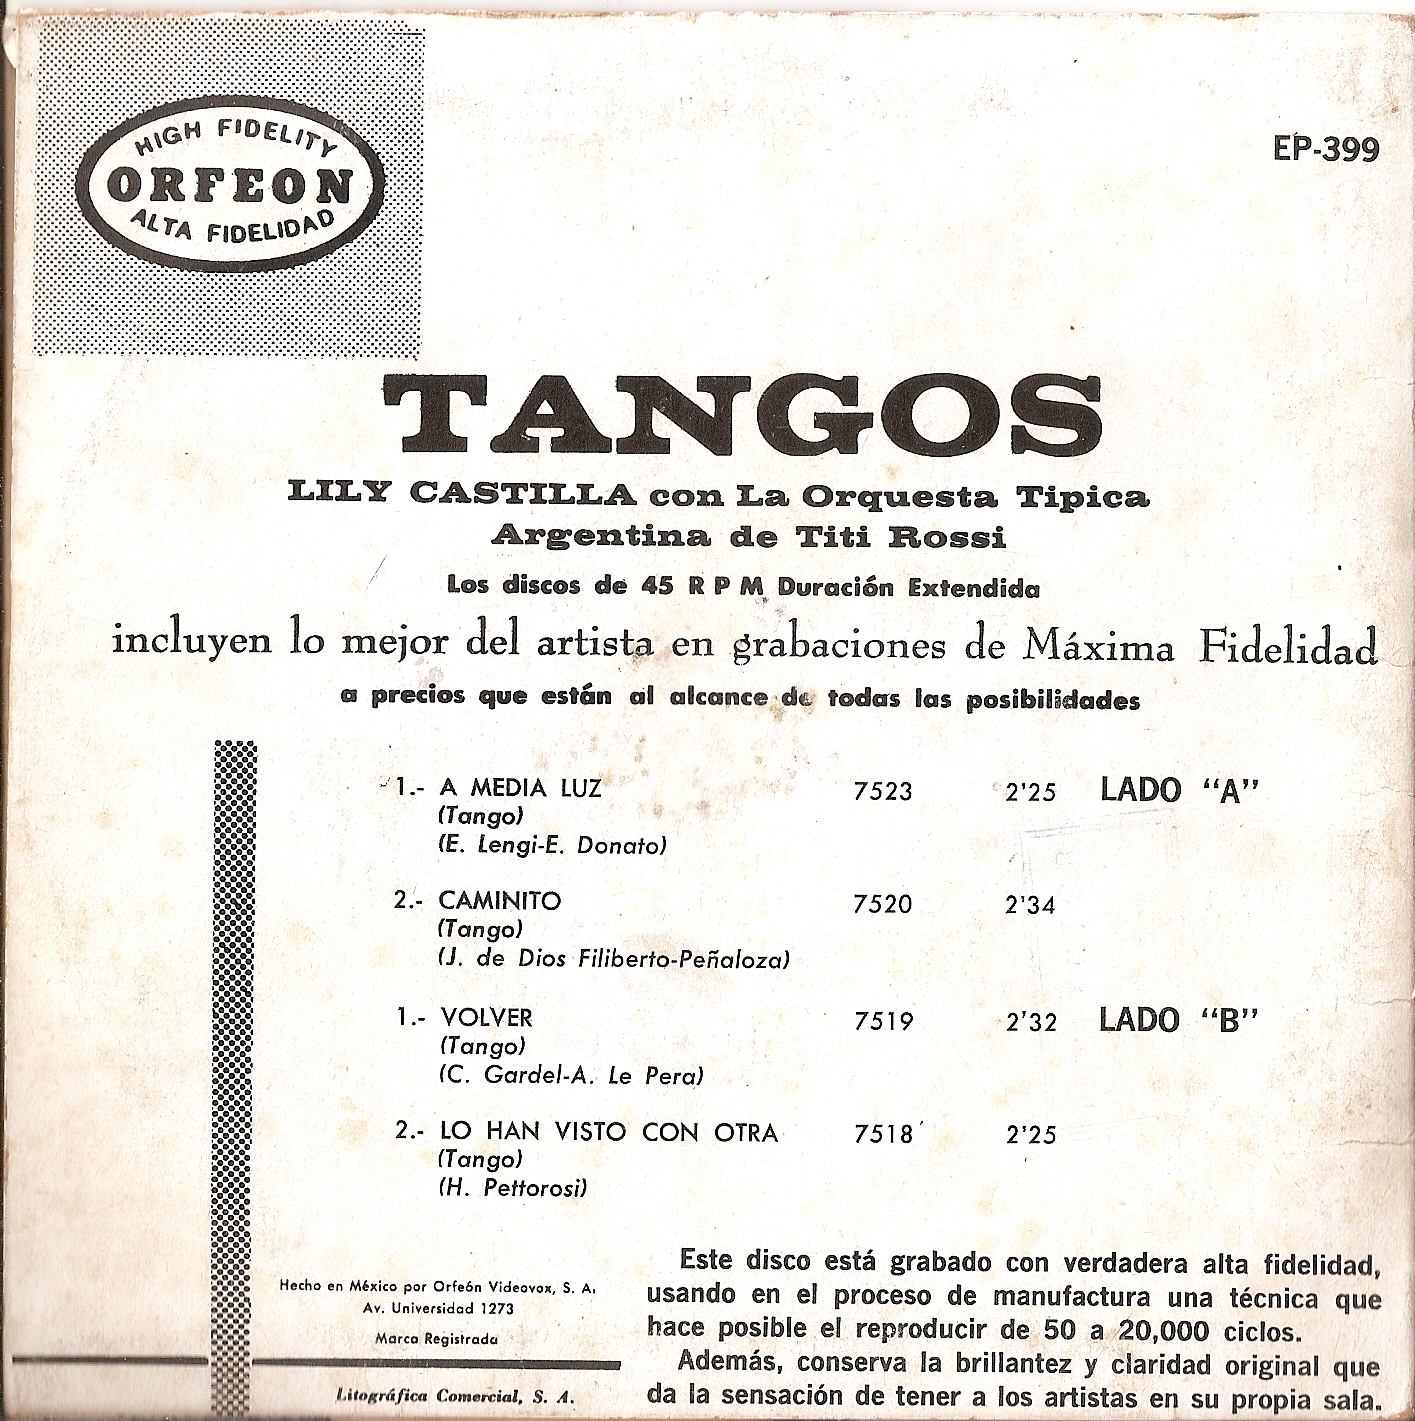 HIGH FIDELITY
ORFEON
ALTA FIDELIDAD
EP-399
TANGOS
LILY CASTILLA con La Orquesta Tipica
Argentina de Titi Rossi
Los discos de 45 R P M Duración Extendida
incluyen lo mejor del artista en grabaciones de Máxima Fidelidad
a precios que están al alcance de todas las posibilidades
1.- A MEDIA LUZ 7523 2'25 LADO "A"
(Tango)
(E. Lengi-E. Donato)
2.- CAMINITO 7520 2'34
(Tango)
(J. de Dios Filiberto-Peñaloza)
1.- VOLVER 7519 2'32 LADO "B"
(Tango)
(C. Gardel-A. Le Pera)
2.- LO HAN VISTO CON OTRA 7518 2'25
(Tango)
(H. Pettorosi)
Hecho en México por Orfeón Videovox, S. A.
Av. Universidad 1273
Marca Registrada
Litográfica Comercial, S. A.
Este disco está grabado con verdadera alta fidelidad,
usando en el proceso de manufactura una técnica que
hace posible el reproducir de 50 a 20,000 ciclos.
Además, conserva la brillantez y claridad original que
da la sensación de tener a los artistas en su propia sala.